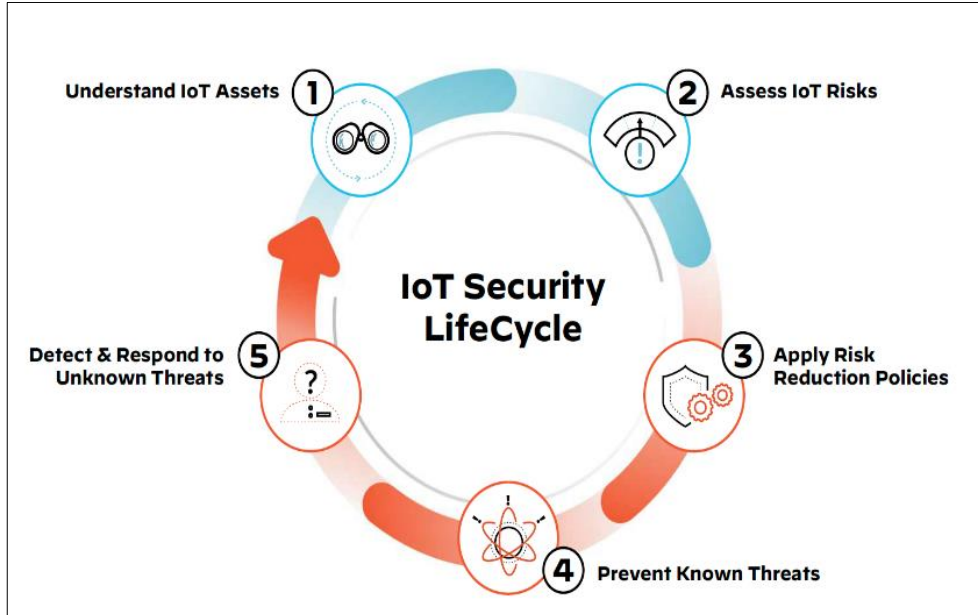 1
Understand IoT Assets
2
Assess IoT Risks
IoT Security
LifeCycle
3
Apply Risk
Reduction Policies
4
Prevent Known Threats
5
Detect & Respond to
Unknown Threats